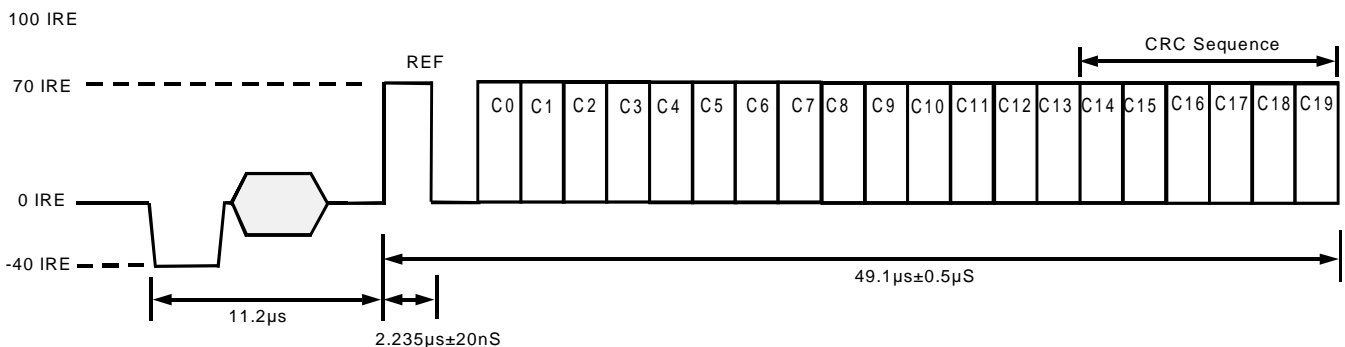 100 IRE
CRC Sequence
REF
70 IRE
C0 C1 C2 C3 C4 C5 C6 C7 C8 C9 C10 C11 C12 C13 C14 C15 C16 C17 C18 C19
0 IRE
-40 IRE
49.1µs±0.5µS
11.2µs
2.235µs±20nS